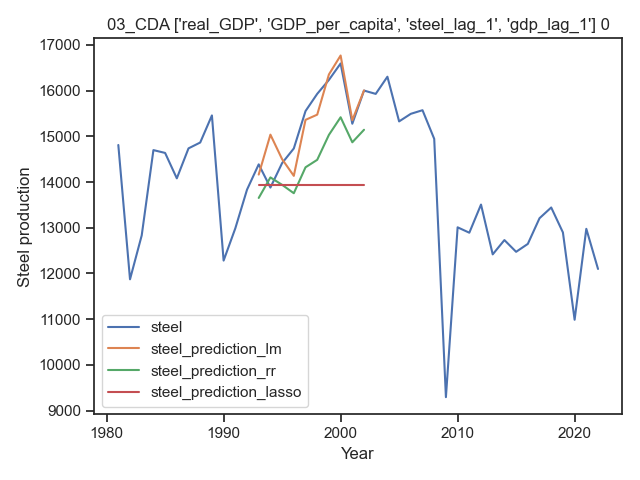 03_CDA ['real_GDP', 'GDP_per_capita', 'steel_lag_1', 'gdp_lag_1'] 0
17000
16000
15000
14000
13000
12000
11000
10000
9000
Steel production
steel
steel_prediction_lm
steel_prediction_rr
steel_prediction_lasso
1980
1990
2000
2010
2020
Year